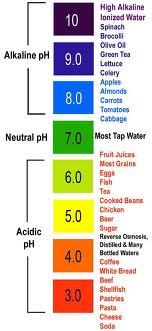 10
High Alkaline
Ionized Water
Spinach
Brocolli
Alkaline pH
9.0
Olive Oil
Green Tea
Lettuce
Celery
8.0
Apples
Almonds
Carrots
Tomatoes
Cabbage
Neutral pH
7.0
Most Tap Water
Acidic
pH
6.0
Fruit Juices
Most Grains
Eggs
Fish
Tea
5.0
Cooked Beans
Chicken
Beer
Sugar
4.0
Reverse Osmosis,
Distilled & Many
Bottled Waters
Coffee
White Bread
3.0
Beef
Shellfish
Pastries
Pasta
Cheese
Soda